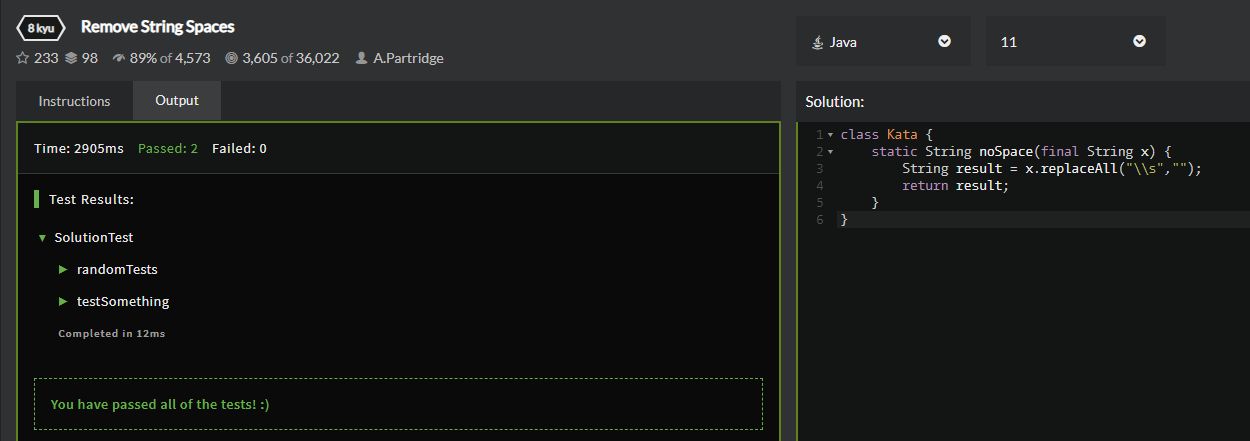 8 kyu Remove String Spaces
233 98 89% of 4,573 3,605 of 36,022 A.Partridge
Java 11
Instructions Output
Time: 2905ms Passed: 2 Failed: 0
Test Results:
SolutionTest
randomTests
testSomething
Completed in 12ms
You have passed all of the tests! :)
Solution:
1 class Kata {
2 static String noSpace(final String x) {
3 String result = x.replaceAll("\\s","");
4 return result;
5 }
6 }